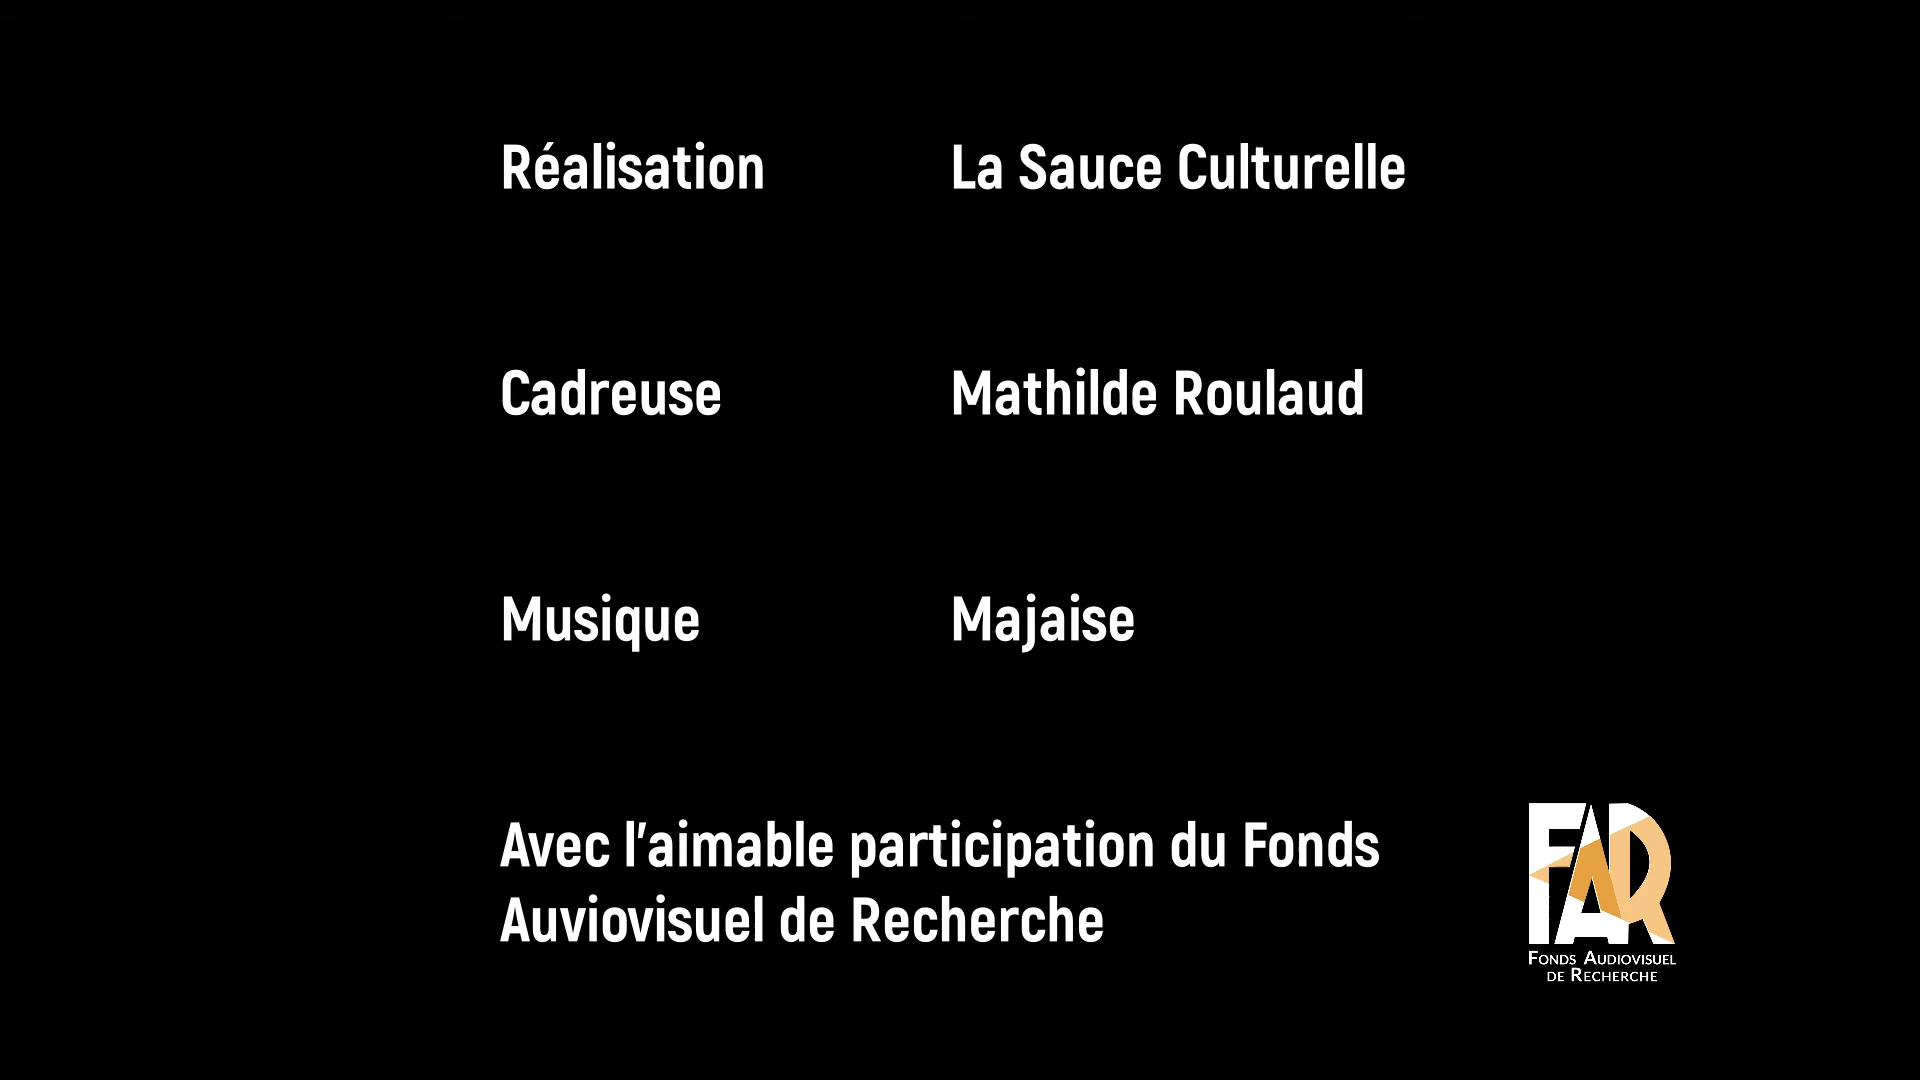 Réalisation La Sauce Culturelle
Cadreuse Mathilde Roulaud
Musique Majaise
Avec l'aimable participation du Fonds
Auviovisuel de Recherche
FAR
Fonds Audiovisuel
de Recherche